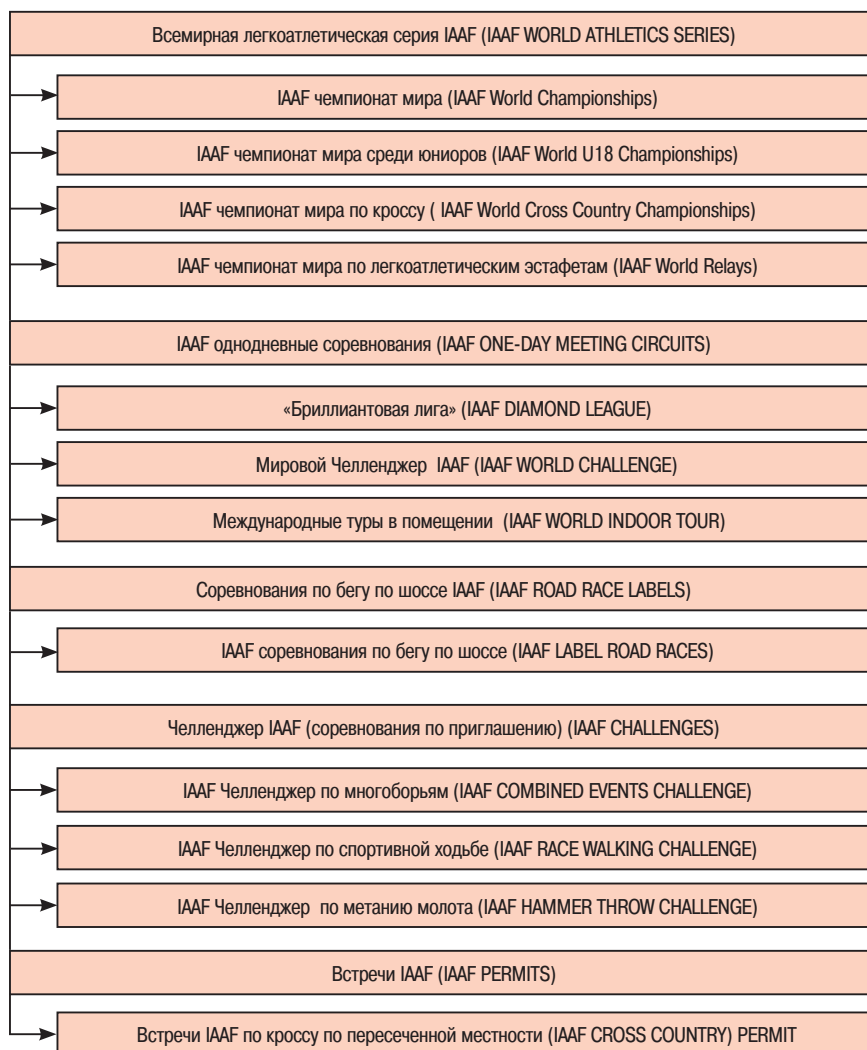 Всемирная легкоатлетическая серия IAAF (IAAF WORLD ATHLETICS SERIES)
IAAF чемпионат мира (IAAF World Championships)
IAAF чемпионат мира среди юниоров (IAAF World U18 Championships)
IAAF чемпионат мира по кроссу ( IAAF World Cross Country Championships)
IAAF чемпионат мира по легкоатлетическим эстафетам (IAAF World Relays)
IAAF однодневные соревнования (IAAF ONE-DAY MEETING CIRCUITS)
«Бриллиантовая лига» (IAAF DIAMOND LEAGUE)
Мировой Челленджер IAAF (IAAF WORLD CHALLENGE)
Международные туры в помещении (IAAF WORLD INDOOR TOUR)
Соревнования по бегу по шоссе IAAF (IAAF ROAD RACE LABELS)
IAAF соревнования по бегу по шоссе (IAAF LABEL ROAD RACES)
Челленджер IAAF (соревнования по приглашению) (IAAF CHALLENGES)
IAAF Челленджер по многоборьям (IAAF COMBINED EVENTS CHALLENGE)
IAAF Челленджер по спортивной ходьбе (IAAF RACE WALKING CHALLENGE)
IAAF Челленджер по метанию молота (IAAF HAMMER THROW CHALLENGE)
Встречи IAAF (IAAF PERMITS)
Встречи IAAF по кроссу по пересеченной местности (IAAF CROSS COUNTRY) PERMIT